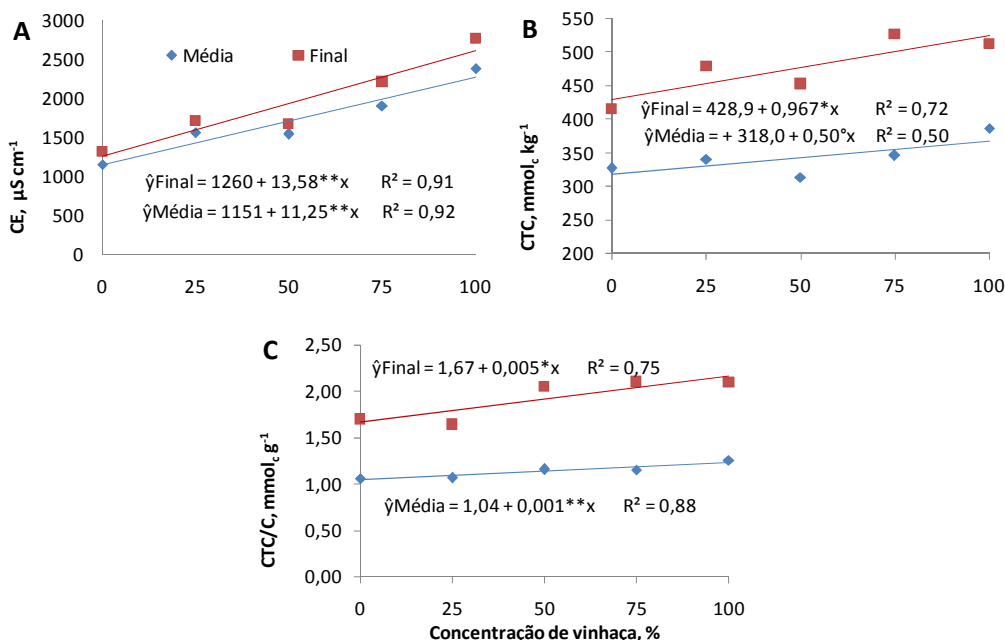 A
CE, µS cm-1
3000
2500
2000
1500
1000
500
0
Média
Final
ŷFinal = 1260 + 13,58**x R² = 0,91
ŷMédia = 1151 + 11,25**x R² = 0,92
0 25 50 75 100
B
CTC, mmolc kg-1
550
500
450
400
350
300
250
200
ŷFinal = 428,9 + 0,967*x R² = 0,72
ŷMédia = + 318,0 + 0,50°x R² = 0,50
0 25 50 75 100
C
CTC/C, mmolc g-1
2,50
2,00
1,50
1,00
0,50
0,00
ŷFinal = 1,67 + 0,005*x R² = 0,75
ŷMédia = 1,04 + 0,001**x R² = 0,88
0 25 50 75 100
Concentração de vinhaça, %